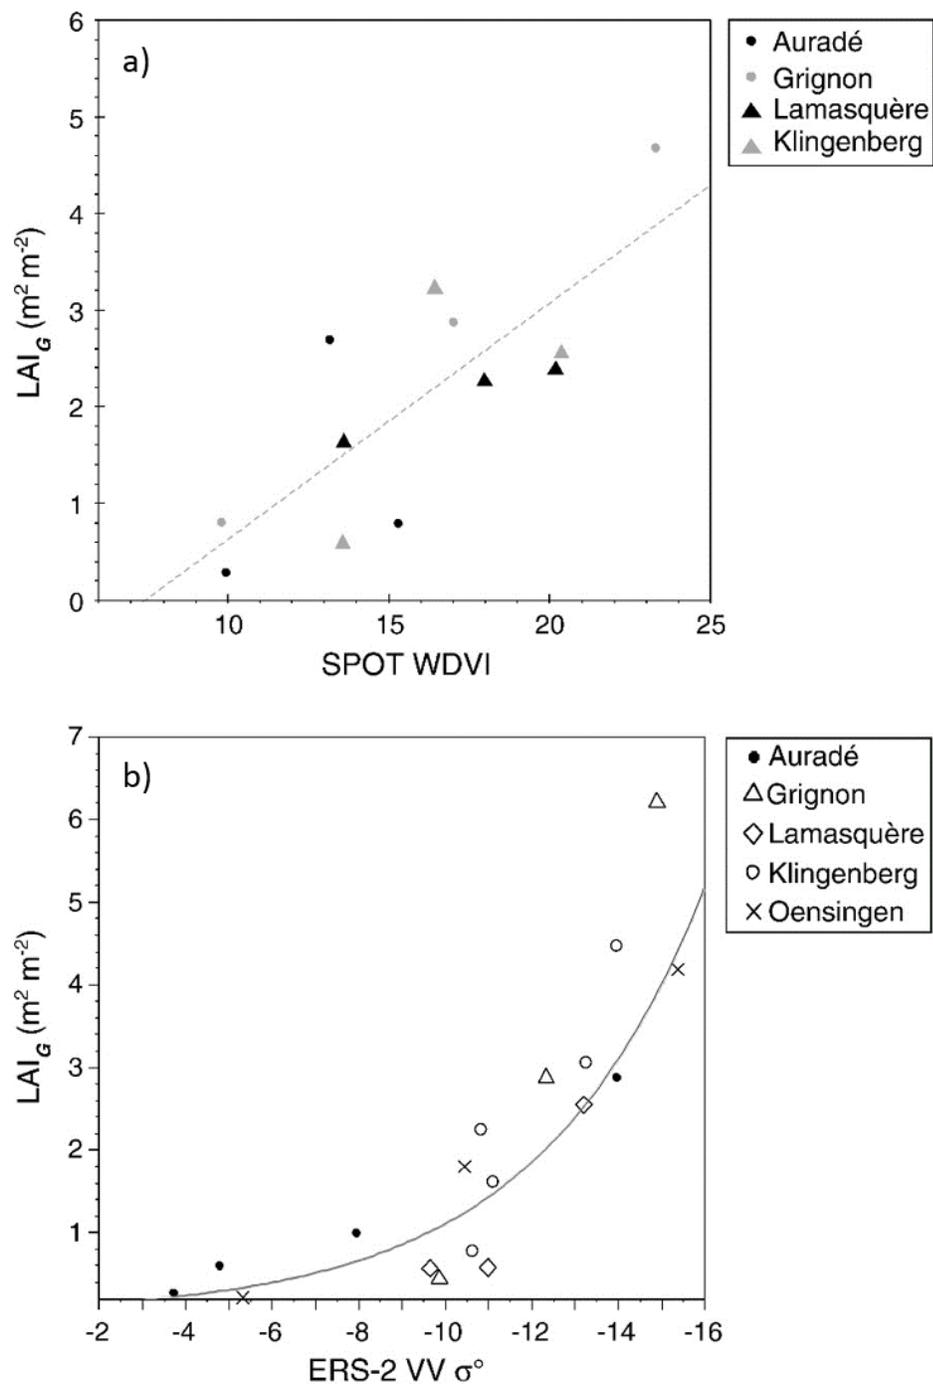 a)
6
5
4
3
2
1
0
LAI_G (m² m⁻²)
10 15 20 25
SPOT WDVI
Auradé
Grignon
Lamasquère
Klingenberg
b)
7
6
5
4
3
2
1
LAI_G (m² m⁻²)
-2 -4 -6 -8 -10 -12 -14 -16
ERS-2 VV σ°
Auradé
Grignon
Lamasquère
Klingenberg
Oensingen